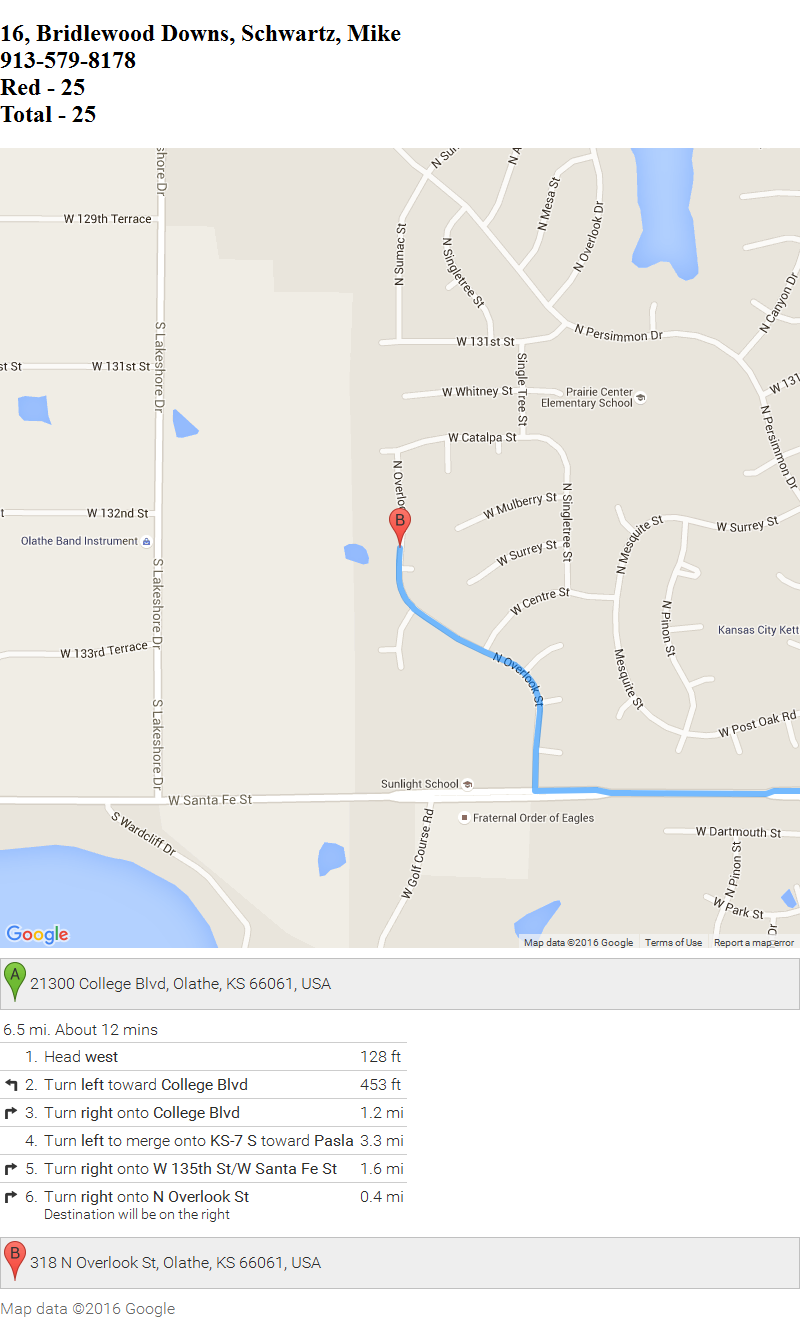 16, Bridlewood Downs, Schwartz, Mike
913-579-8178
Red - 25
Total - 25
shore Dr
N Sun
N A
W 129th Terrace
N Mesa St
N Overlook Dr
N Sumac St
N Singletree St
N Canyon Dr
S Lakeshore Dr
W 131st St
N Persimmon Dr
st St
W 131st St
Single Tree St
W 131
W Whitney St
Prairie Center
Elementary School
N Persimmon Dr
W Catalpa St
N Overlo
N Singletree St
W Mulberry St
t
W 132nd St
B
N Mesquite St
W Surrey St
Olathe Band Instrument
W Surrey St
S Lakeshore Dr
W Centre St
N Pinon St
Kansas City Kett
W 133rd Terrace
N Overlook St
Mesquite St
S Lakeshore Dr
W Post Oak Rd
Sunlight School
W Santa Fe St
S Wardcliff Dr
W Golf Course Rd
Fraternal Order of Eagles
W Dartmouth St
N Pinon St
W Park St
Dr
Google
Map data ©2016 Google
Terms of Use
Report a map error
A
21300 College Blvd, Olathe, KS 66061, USA
6.5 mi. About 12 mins
1. Head west 128 ft
2. Turn left toward College Blvd 453 ft
3. Turn right onto College Blvd 1.2 mi
4. Turn left to merge onto KS-7 S toward Pasla 3.3 mi
5. Turn right onto W 135th St/W Santa Fe St 1.6 mi
6. Turn right onto N Overlook St 0.4 mi
Destination will be on the right
B
318 N Overlook St, Olathe, KS 66061, USA
Map data ©2016 Google